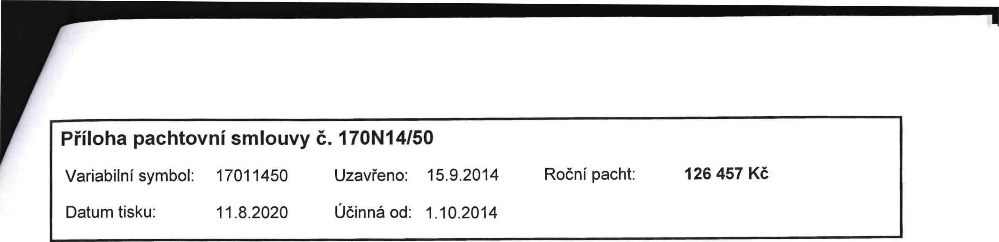 Příloha pachtovní smlouvy č. 170N14/50
Variabilní symbol: 17011450 Uzavřeno: 15.9.2014 Roční pacht: 126 457 Kč
Datum tisku: 11.8.2020 Účinná od: 1.10.2014